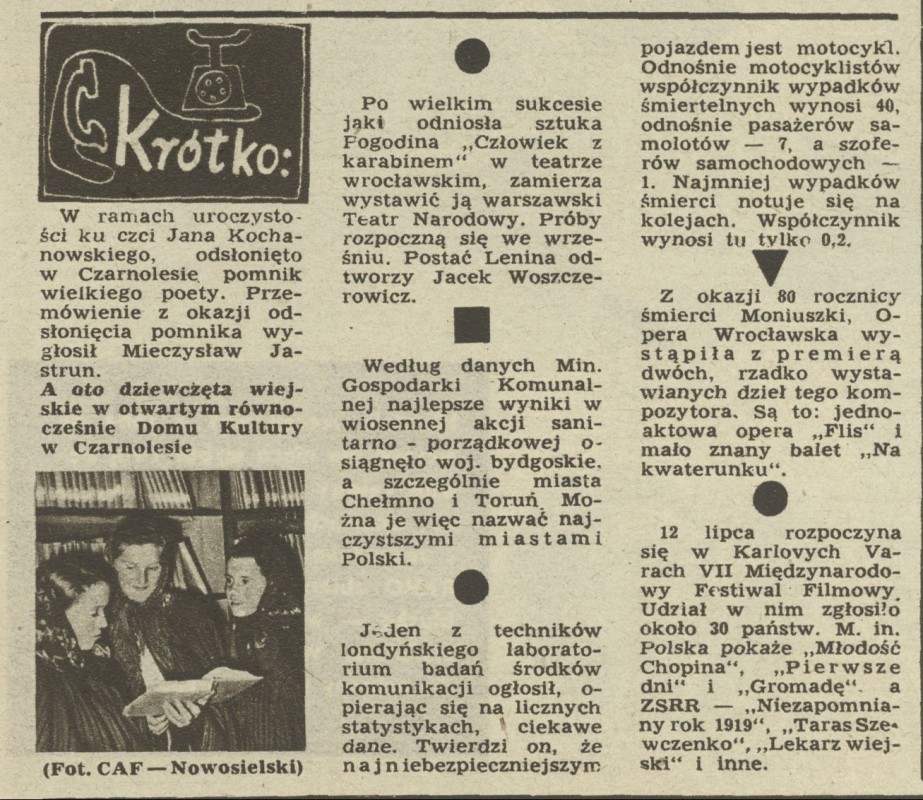 Krótko:
W ramach uroczysto-
ści ku czci Jana Kocha-
nowskiego, odsłonięto
w Czarnolesie pomnik
wielkiego poety. Prze-
mówienie z okazji od-
słonięcia pomnika wy-
głosił Mieczysław Ja-
strun.
A oto dziewczęta wiej-
skie w otwartym równo-
cześnie Domu Kultury
w Czarnolesie
(Fot. CAF — Nowosielski)
Po wielkim sukcesie
jaki odniosła sztuka
Pogodina „Człowiek z
karabinem" w teatrze
wrocławskim, zamierza
wystawić ją warszawski
Teatr Narodowy. Próby
rozpoczną się we wrze-
śniu. Postać Lenina od-
tworzy Jacek Woszcze-
rowicz.
Według danych Min.
Gospodarki Komunal-
nej najlepsze wyniki w
wiosennej akcji sani-
tarno - porządkowej o-
siągnęło woj. bydgoskie.
a szczególnie miasta
Chełmno i Toruń. Mo-
żna je więc nazwać naj-
czystszymi miastami
Polski.
Jeden z techników
londyńskiego laborato-
rium badań środków
komunikacji ogłosił, o-
pierając się na licznych
statystykach, ciekawe
dane. Twierdzi on, że
najniebezpieczniejszym
pojazdem jest motocykl.
Odnośnie motocyklistów
współczynnik wypadków
śmiertelnych wynosi 40,
odnośnie pasażerów sa-
molotów — 7, a szofe-
rów samochodowych —
1. Najmniej wypadków
śmierci notuje się na
kolejach. Współczynnik
wynosi tu tylko 0,2.
Z okazji 80 rocznicy
śmierci Moniuszki, O-
pera Wrocławska wy-
stąpiła z premierą
dwóch, rzadko wysta-
wianych dzieł tego kom-
pozytora. Są to: jedno-
aktowa opera „Flis" i
mało znany balet „Na
kwaterunku".
12 lipca rozpoczyna
się w Karlovych Va-
rach VII Międzynarodo-
wy Festiwal Filmowy.
Udział w nim zgłosiło
około 30 państw. M. in.
Polska pokaże „Młodość
Chopina", „Pierwsze
dni" i „Gromadę". a
ZSRR — „Niezapomnia-
ny rok 1919", „Taras Sze-
wczenko", „Lekarz wiej-
ski" i inne.